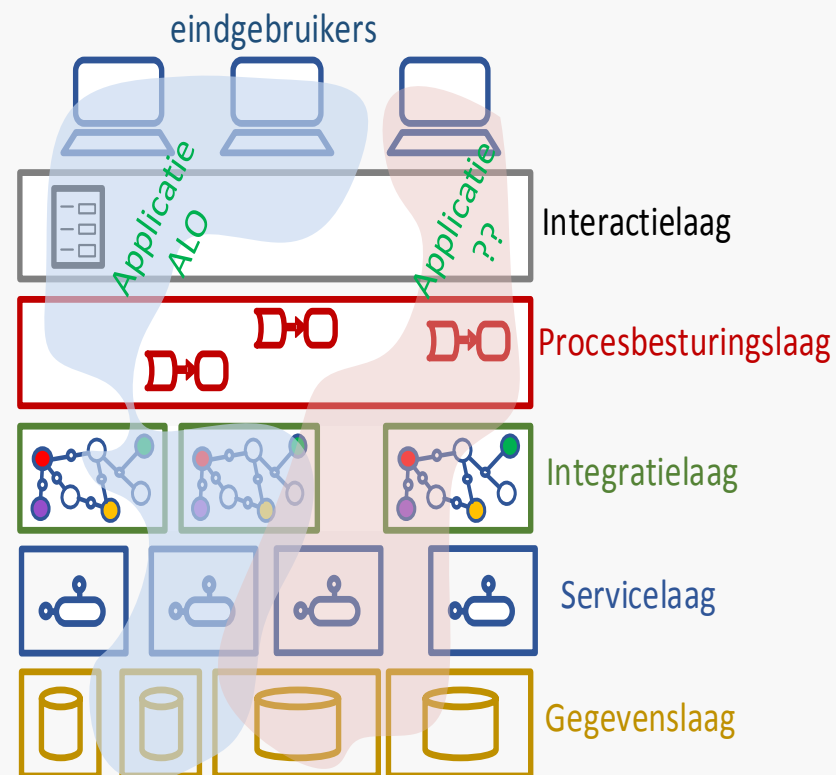 eindgebruikers
Applicatie
ALO
Applicatie
??
Interactielaag
Procesbesturingslaag
Integratielaag
Servicelaag
Gegevenslaag